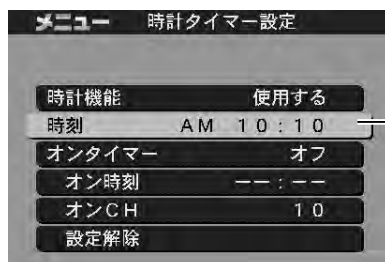 メニュー 時計タイマー設定
時計機能 使用する
時刻 AM 10:10
オンタイマー オフ
オン時刻 --:--
オンCH 10
設定解除